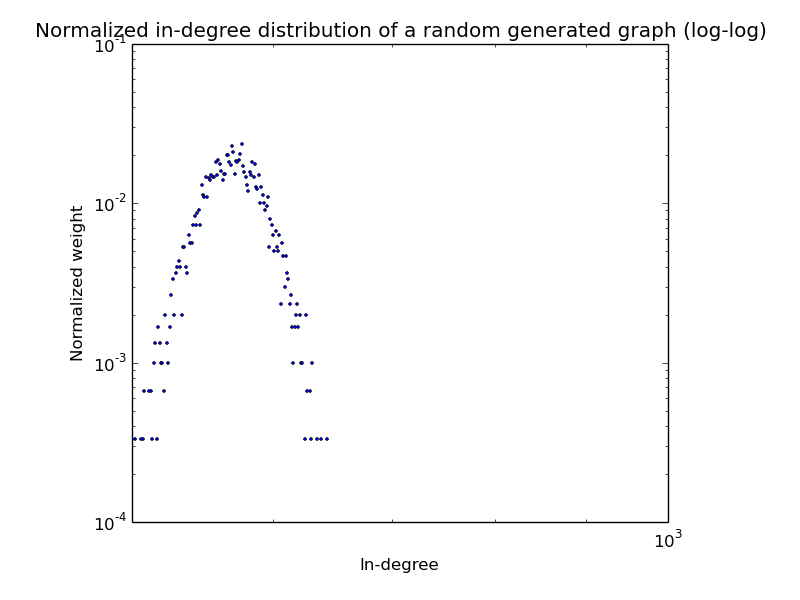 Normalized in-degree distribution of a random generated graph (log-log)
10^-1
10^-2
10^-3
10^-4
Normalized weight
10^3
In-degree